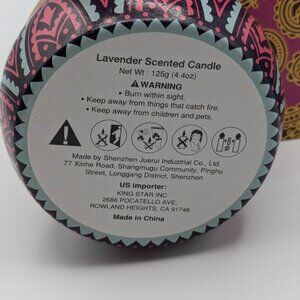 Lavender Scented Candle
Net Wt : 125g (4.4oz)
WARNING
• Burn within sight.
• Keep away from things that catch fire.
• Keep away from children and pets.
Made by Shenzhen Juerui Industrial Co., Ltd.
77 Xinhe Road, Shangmugu Community, Pinghu
Street, Longgang District, Shenzhen
US importer:
KING STAR INC
2686 POCATELLO AVE,
ROWLAND HEIGHTS, CA 91748
Made in China